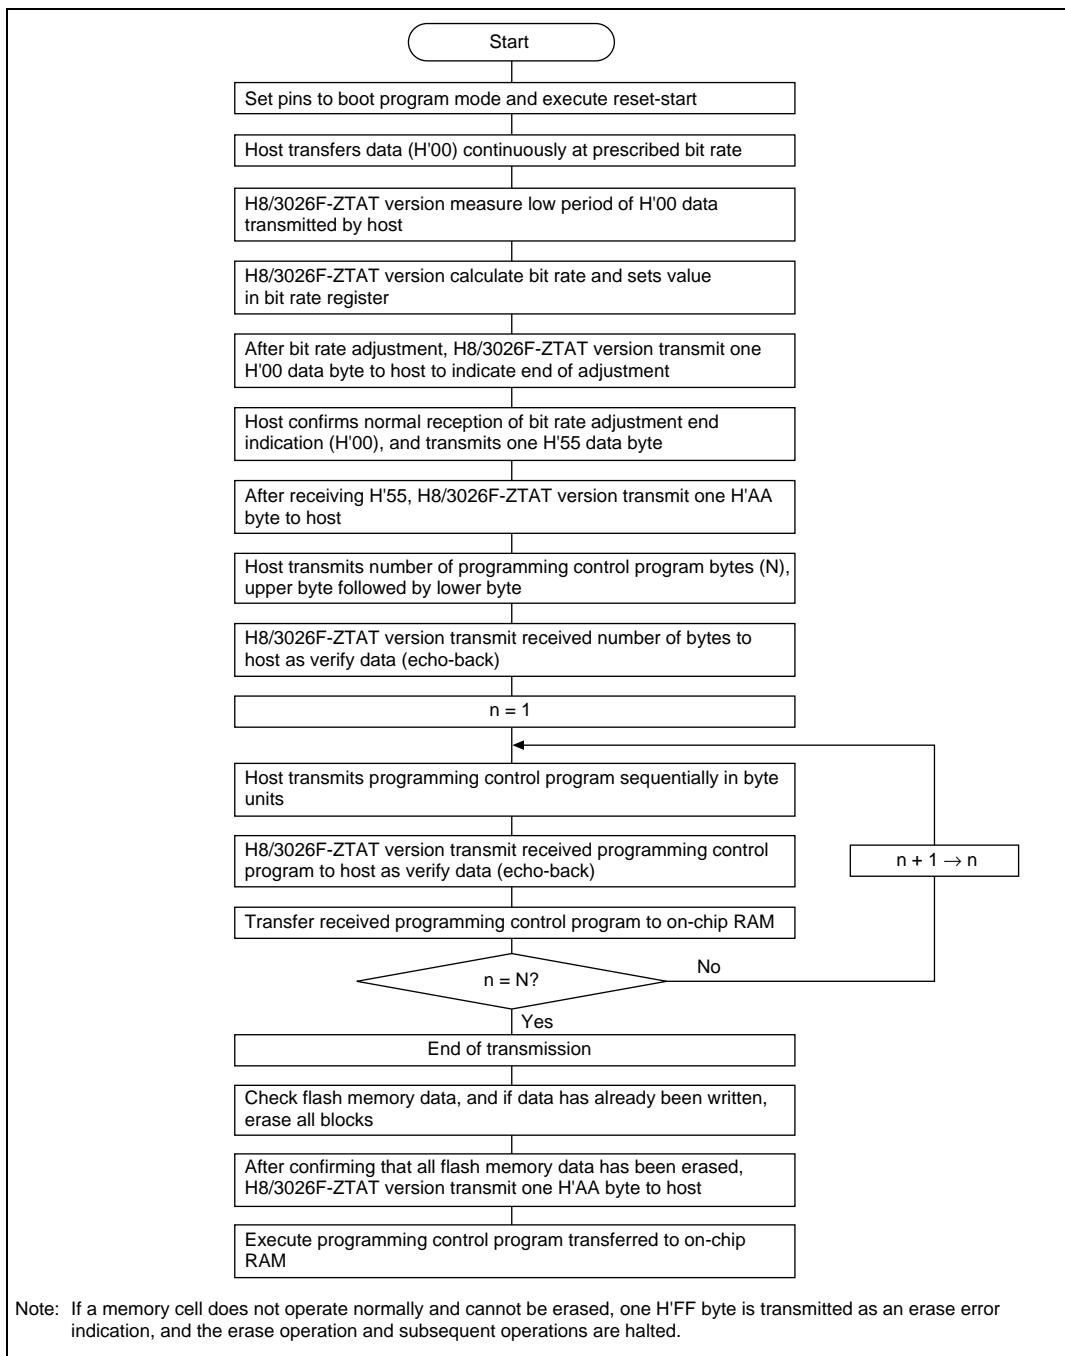 Start
Set pins to boot program mode and execute reset-start
Host transfers data (H'00) continuously at prescribed bit rate
H8/3026F-ZTAT version measure low period of H'00 data
transmitted by host
H8/3026F-ZTAT version calculate bit rate and sets value
in bit rate register
After bit rate adjustment, H8/3026F-ZTAT version transmit one
H'00 data byte to host to indicate end of adjustment
Host confirms normal reception of bit rate adjustment end
indication (H'00), and transmits one H'55 data byte
After receiving H'55, H8/3026F-ZTAT version transmit one H'AA
byte to host
Host transmits number of programming control program bytes (N),
upper byte followed by lower byte
H8/3026F-ZTAT version transmit received number of bytes to
host as verify data (echo-back)
n = 1
Host transmits programming control program sequentially in byte
units
H8/3026F-ZTAT version transmit received programming control
program to host as verify data (echo-back)
n + 1 → n
Transfer received programming control program to on-chip RAM
n = N?
No
Yes
End of transmission
Check flash memory data, and if data has already been written,
erase all blocks
After confirming that all flash memory data has been erased,
H8/3026F-ZTAT version transmit one H'AA byte to host
Execute programming control program transferred to on-chip
RAM
Note: If a memory cell does not operate normally and cannot be erased, one H'FF byte is transmitted as an erase error
indication, and the erase operation and subsequent operations are halted.